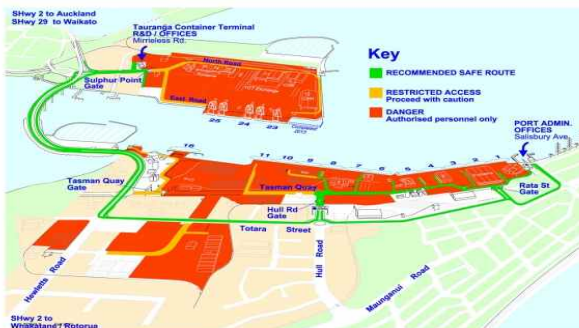 SHwy 2 to Auckland
SHwy 29 to Waikato
Tauranga Container Terminal
R&D / OFFICES
Mirrielees Rd.
North Road
Sulphur Point
Gate
East Road
25
24
23
Key
RECOMMENDED SAFE ROUTE
RESTRICTED ACCESS
Proceed with caution
DANGER
Authorised personnel only
PORT ADMIN.
OFFICES
Salisbury Ave.
16
11
10
9
8
7
6
5
4
3
2
1
Tasman Quay
Gate
Tasman Quay
Rata St
Gate
Hull Rd
Gate
Totara Street
Hull Road
Maunganui Road
Hewletts Road
SHwy 2 to
Whakatane / Rotorua